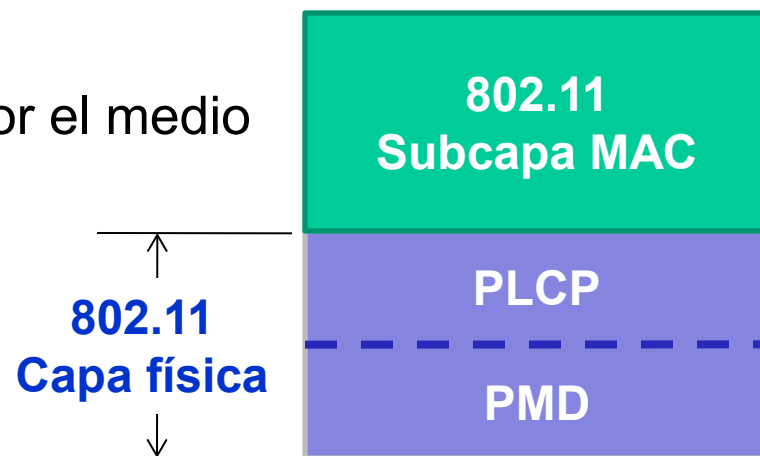 or el medio
802.11
Subcapa MAC
PLCP
802.11
Capa física
PMD